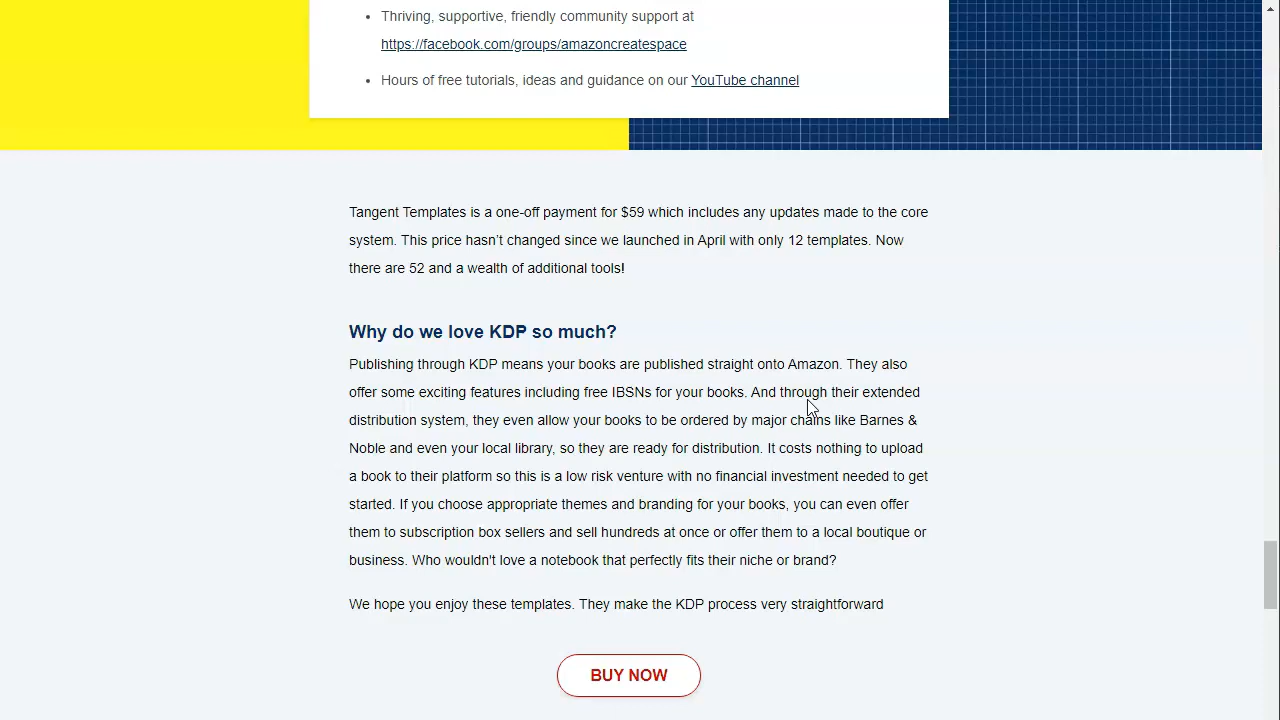 Thriving, supportive, friendly community support at
https://facebook.com/groups/amazoncreatespace
Hours of free tutorials, ideas and guidance on our YouTube channel
Tangent Templates is a one-off payment for $59 which includes any updates made to the core
system. This price hasn’t changed since we launched in April with only 12 templates. Now
there are 52 and a wealth of additional tools!
Why do we love KDP so much?
Publishing through KDP means your books are published straight onto Amazon. They also
offer some exciting features including free IBSNs for your books. And through their extended
distribution system, they even allow your books to be ordered by major chains like Barnes &
Noble and even your local library, so they are ready for distribution. It costs nothing to upload
a book to their platform so this is a low risk venture with no financial investment needed to get
started. If you choose appropriate themes and branding for your books, you can even offer
them to subscription box sellers and sell hundreds at once or offer them to a local boutique or
business. Who wouldn't love a notebook that perfectly fits their niche or brand?
We hope you enjoy these templates. They make the KDP process very straightforward
BUY NOW